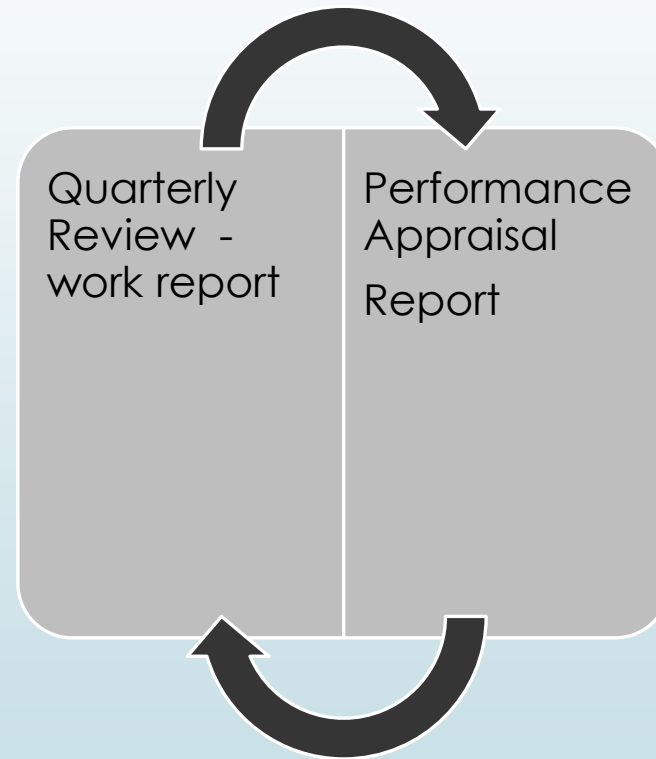 Quarterly
Review -
work report
Performance
Appraisal
Report